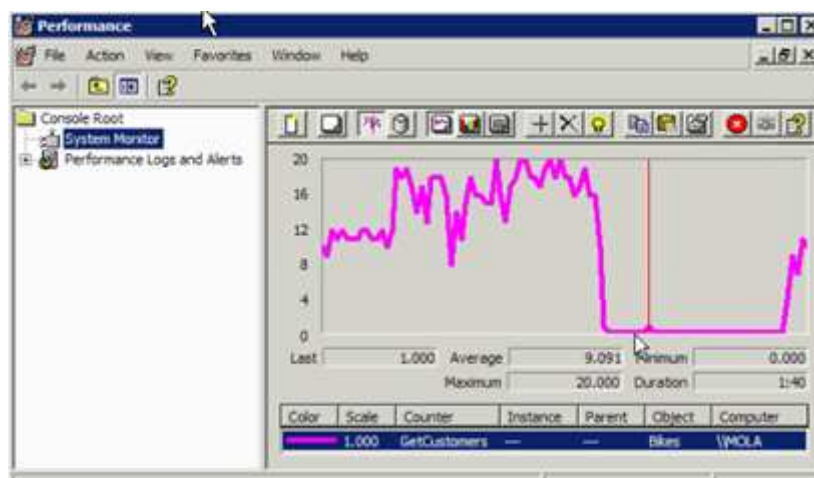 Performance
File Action View Favorites Window Help
Console Root
System Monitor
Performance Logs and Alerts
20
16
12
8
4
0
Last 1.000 Average 9.091 Minimum 0.000
Maximum 20.000 Duration 1:40
Color Scale Counter Instance Parent Object Computer
1.000 GetCustomers --- --- Bikes \\MOLA